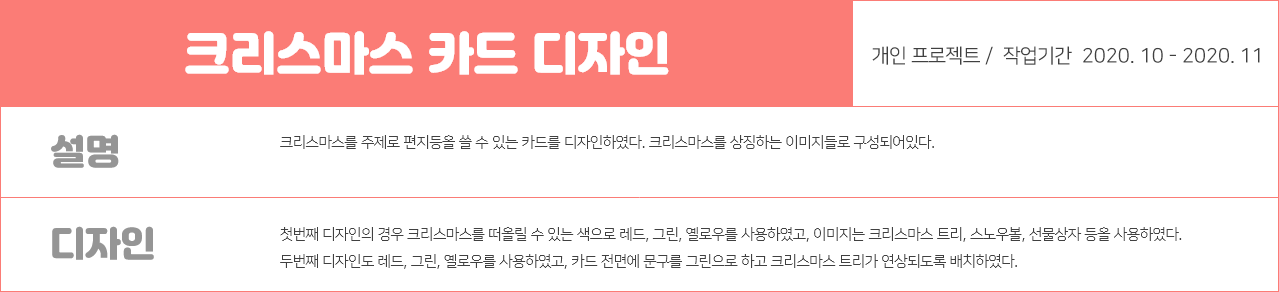 크리스마스 카드 디자인
개인 프로젝트 / 작업기간 2020. 10 - 2020. 11
설명
크리스마스를 주제로 편지등을 쓸 수 있는 카드를 디자인하였다. 크리스마스를 상징하는 이미지들로 구성되어있다.
디자인
첫번째 디자인의 경우 크리스마스를 떠올릴 수 있는 색으로 레드, 그린, 옐로우를 사용하였고, 이미지는 크리스마스 트리, 스노우볼, 선물상자 등을 사용하였다.
두번째 디자인도 레드, 그린, 옐로우를 사용하였고, 카드 전면에 문구를 그린으로 하고 크리스마스 트리가 연상되도록 배치하였다.